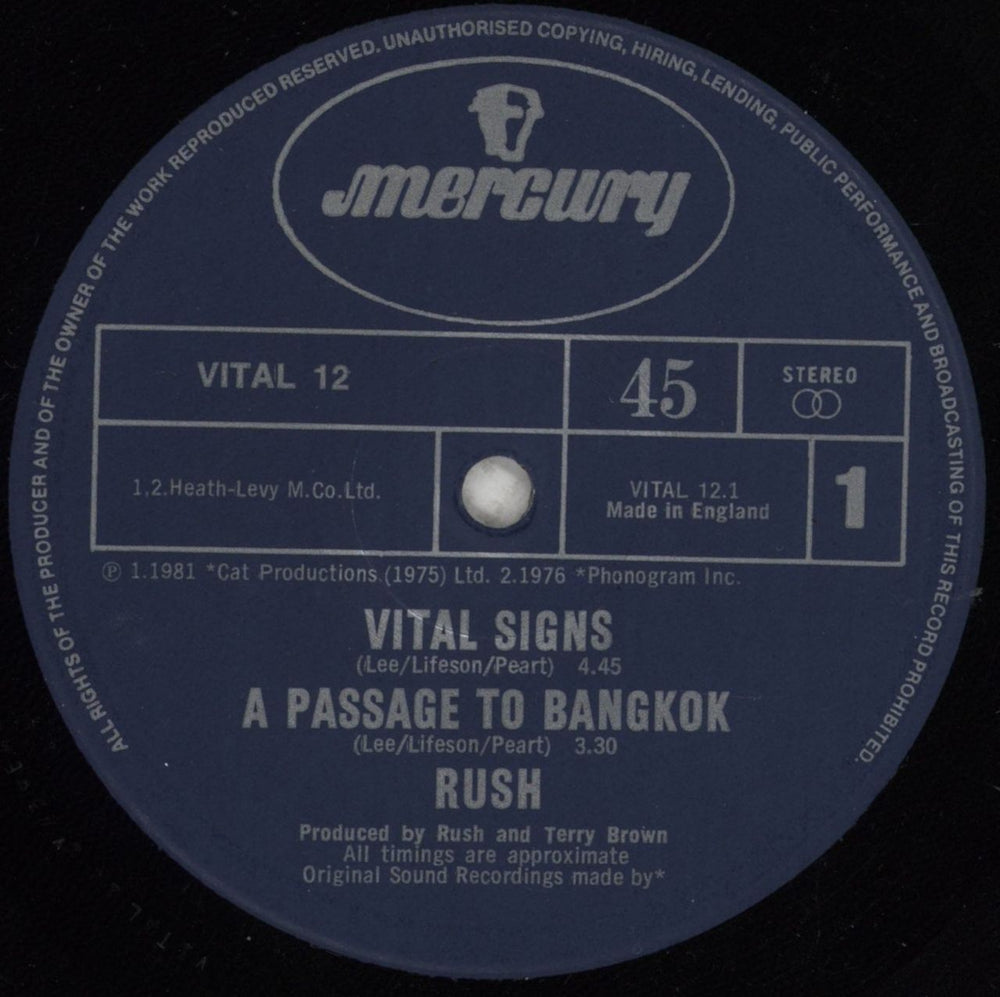 ALL RIGHTS OF THE PRODUCER AND OF THE OWNER OF THE WORK REPRODUCED RESERVED. UNAUTHORISED COPYING, HIRING, LENDING, PUBLIC PERFORMANCE AND BROADCASTING OF THIS RECORD PROHIBITED.
mercury
VITAL 12
45
STEREO
1,2.Heath-Levy M.Co.Ltd.
VITAL 12.1
Made in England
1
℗ 1.1981 *Cat Productions (1975) Ltd. 2.1976 *Phonogram Inc.
VITAL SIGNS
(Lee/Lifeson/Peart) 4.45
A PASSAGE TO BANGKOK
(Lee/Lifeson/Peart) 3.30
RUSH
Produced by Rush and Terry Brown
All timings are approximate
Original Sound Recordings made by*